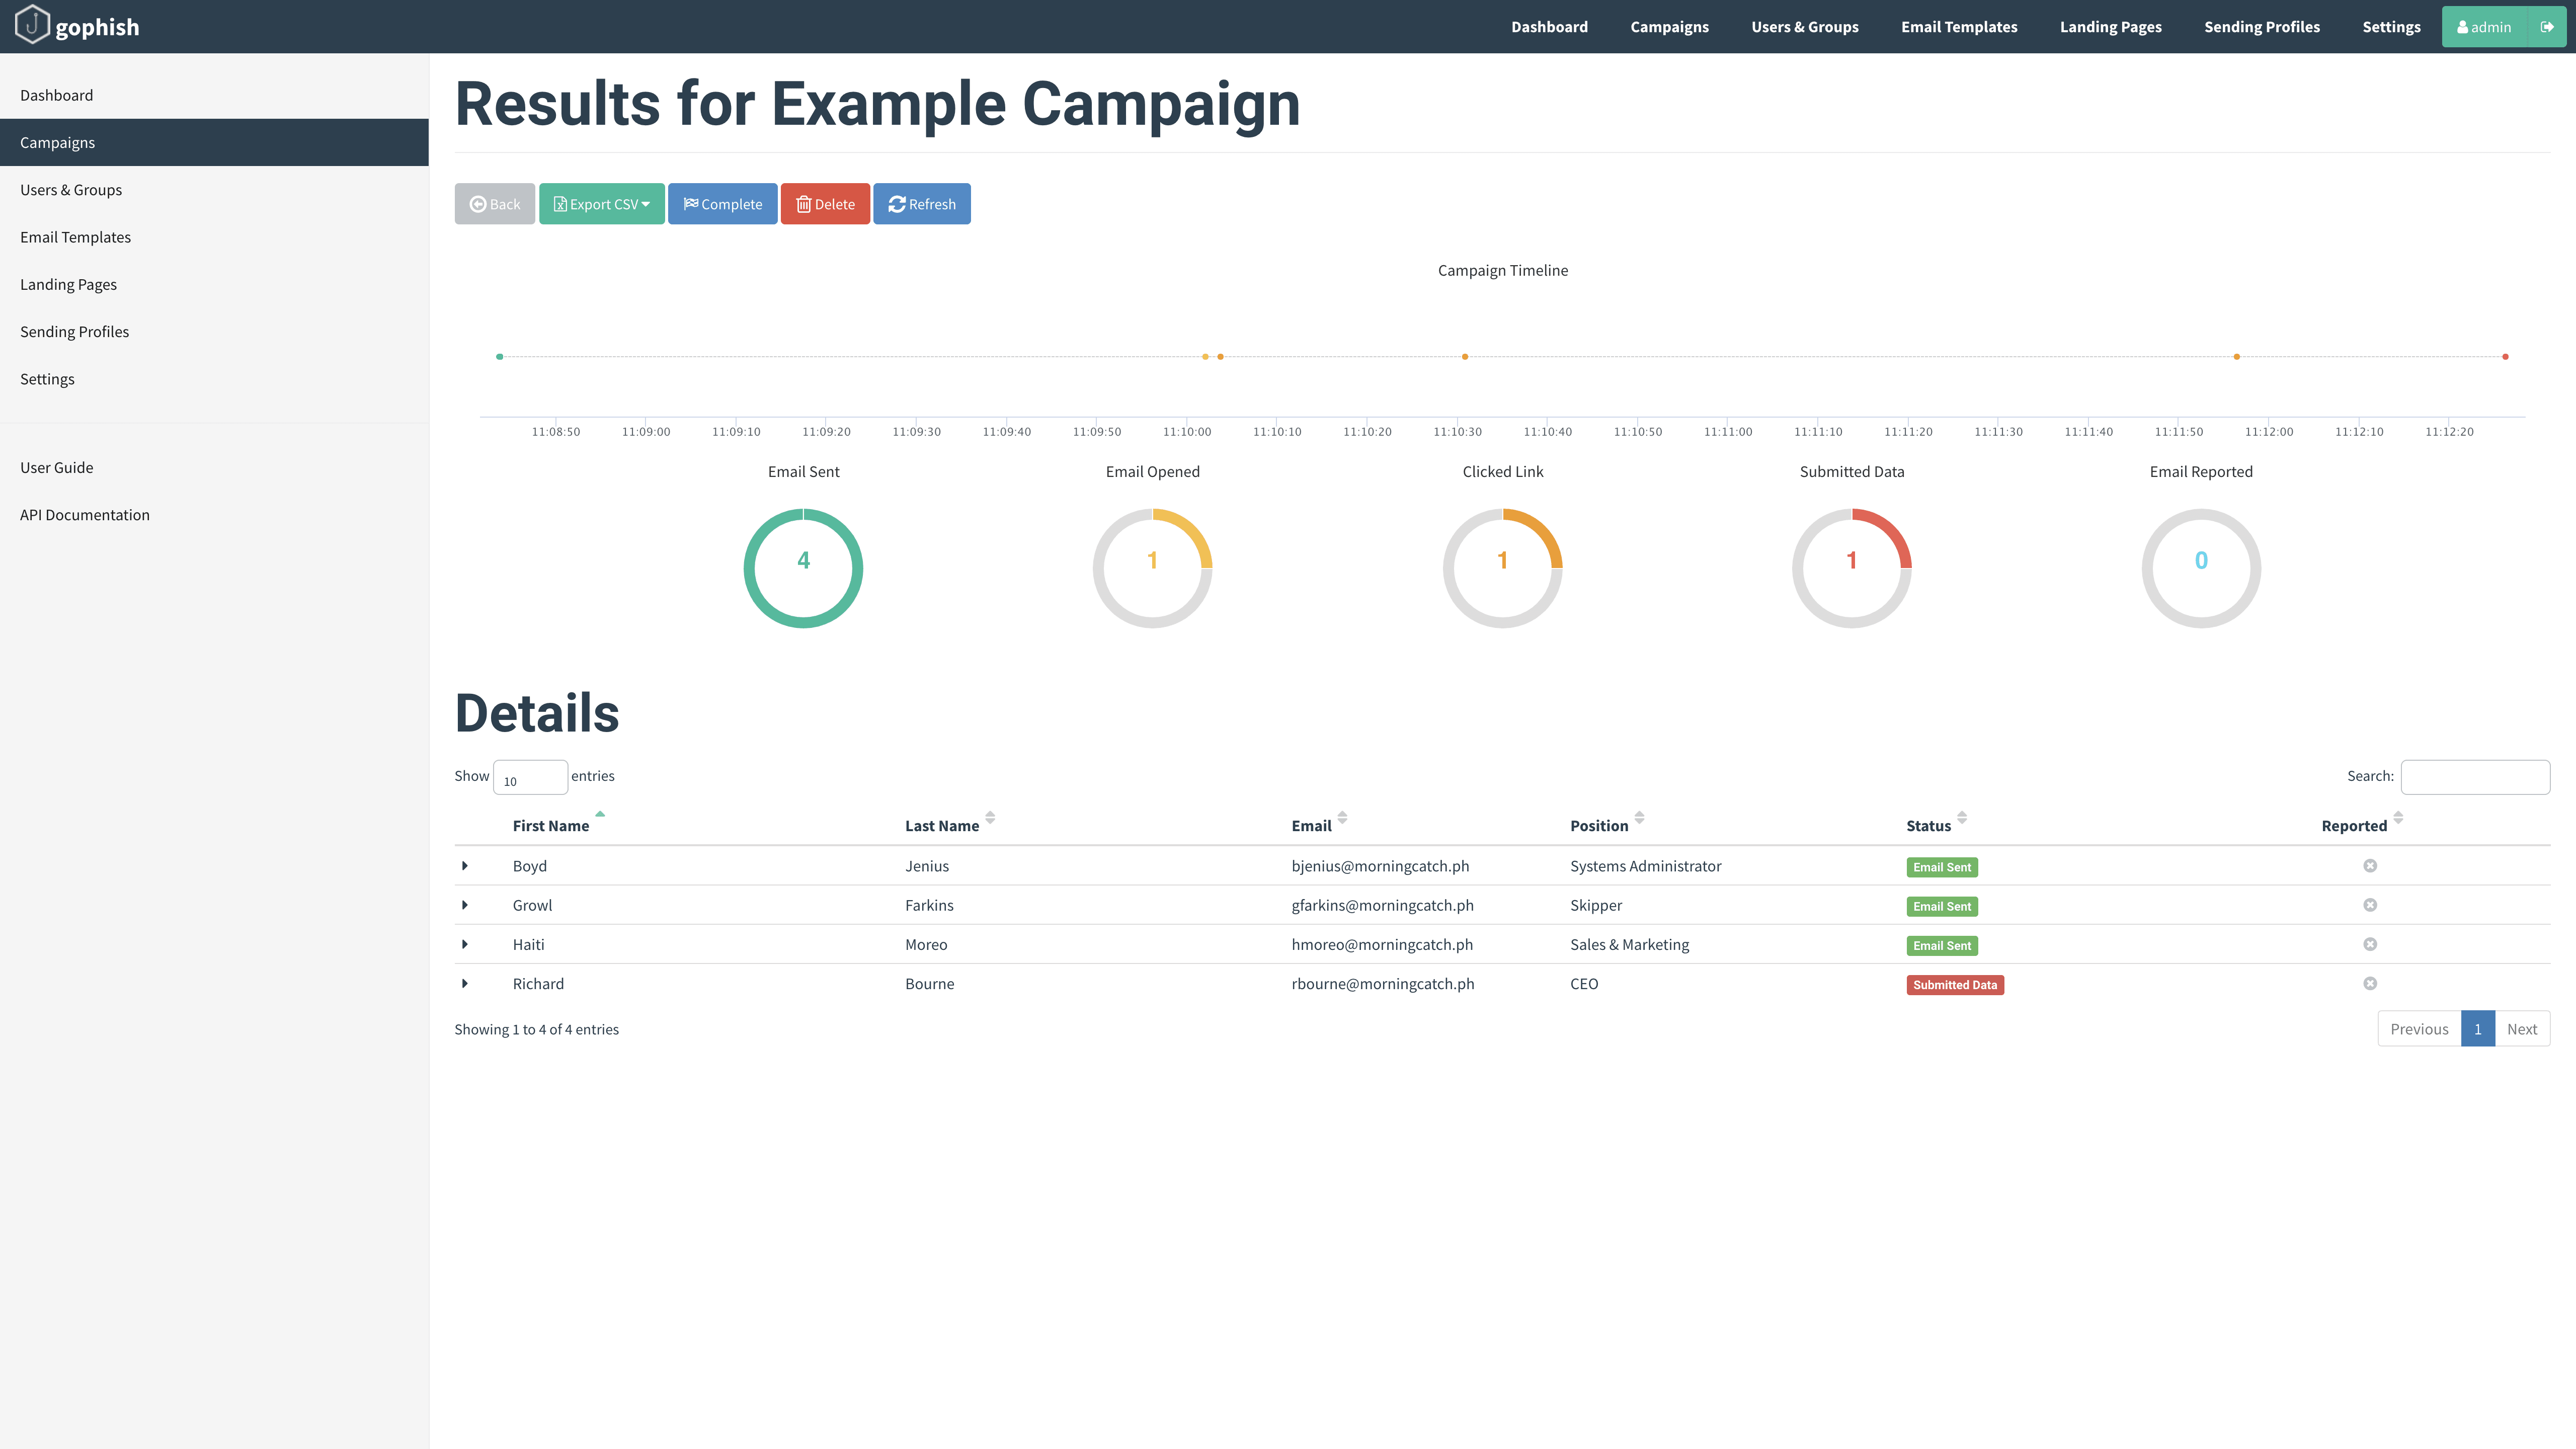 gophish
Dashboard Campaigns Users & Groups Email Templates Landing Pages Sending Profiles Settings admin
Dashboard
Campaigns
Users & Groups
Email Templates
Landing Pages
Sending Profiles
Settings
User Guide
API Documentation
Results for Example Campaign
Back Export CSV Complete Delete Refresh
Campaign Timeline
11:08:50 11:09:00 11:09:10 11:09:20 11:09:30 11:09:40 11:09:50 11:10:00 11:10:10 11:10:20 11:10:30 11:10:40 11:10:50 11:11:00 11:11:10 11:11:20 11:11:30 11:11:40 11:11:50 11:12:00 11:12:10 11:12:20
Email Sent Email Opened Clicked Link Submitted Data Email Reported
4 1 1 1 0
Details
Show 10 entries Search:
First Name Last Name Email Position Status Reported
Boyd Jenius bjenius@morningcatch.ph Systems Administrator Email Sent
Growl Farkins gfarkins@morningcatch.ph Skipper Email Sent
Haiti Moreo hmoreo@morningcatch.ph Sales & Marketing Email Sent
Richard Bourne rbourne@morningcatch.ph CEO Submitted Data
Showing 1 to 4 of 4 entries Previous 1 Next